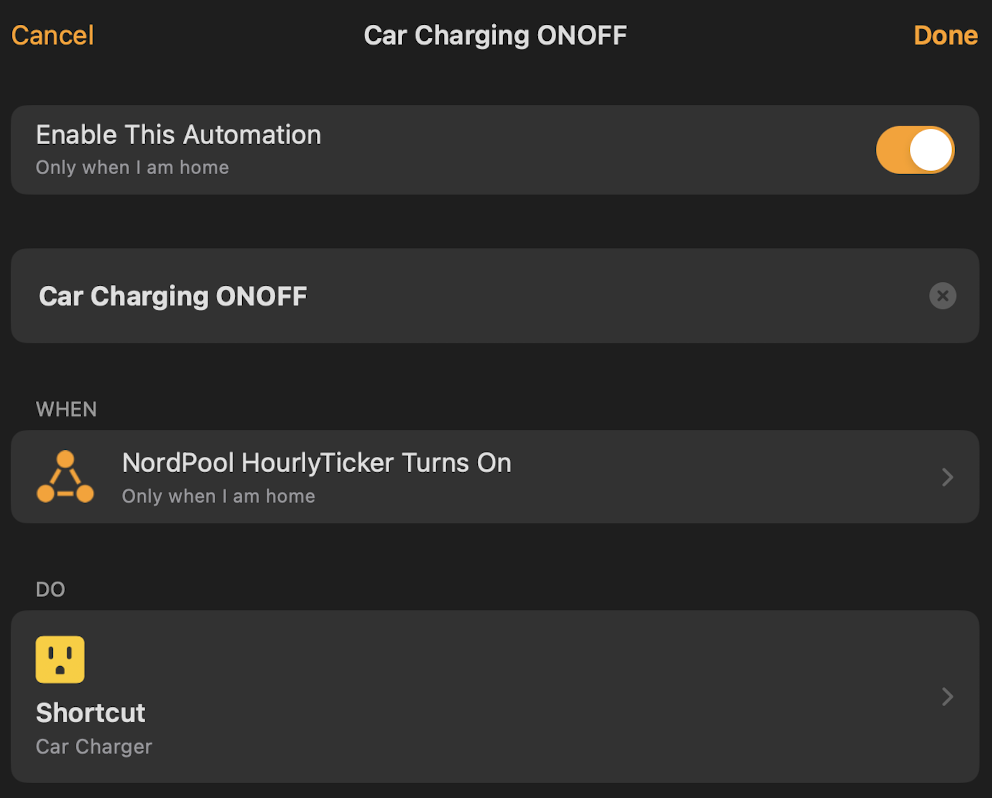 Cancel
Car Charging ONOFF
Done
Enable This Automation
Only when I am home
Car Charging ONOFF
WHEN
NordPool HourlyTicker Turns On
Only when I am home
DO
Shortcut
Car Charger